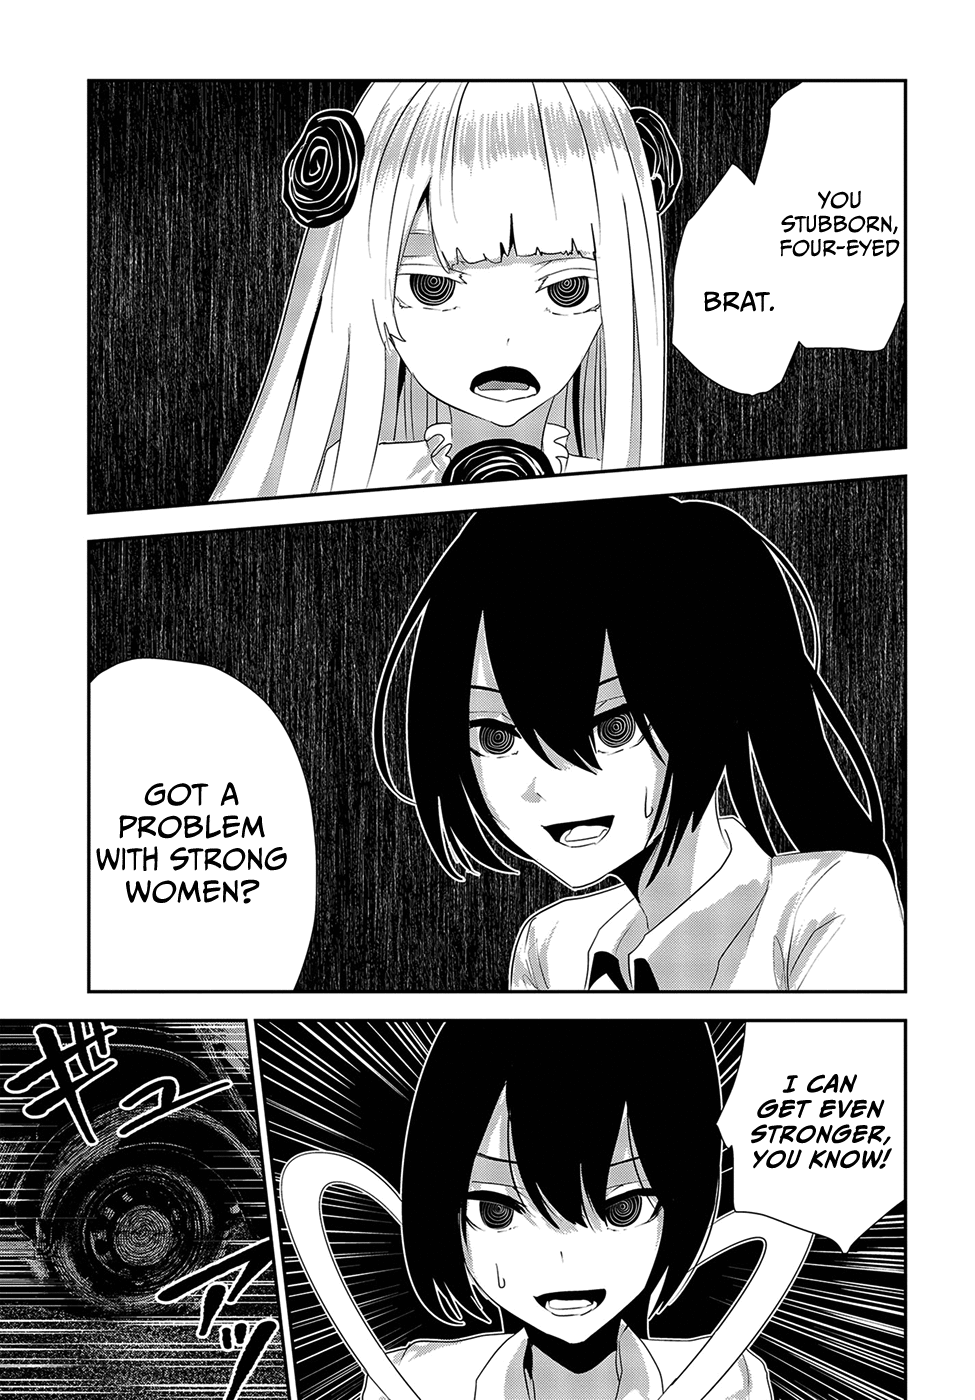 YOU
STUBBORN,
FOUR-EYED
BRAT.
GOT A
PROBLEM
WITH STRONG
WOMEN?
I CAN
GET EVEN
STRONGER,
YOU KNOW!
ギュ
アッ